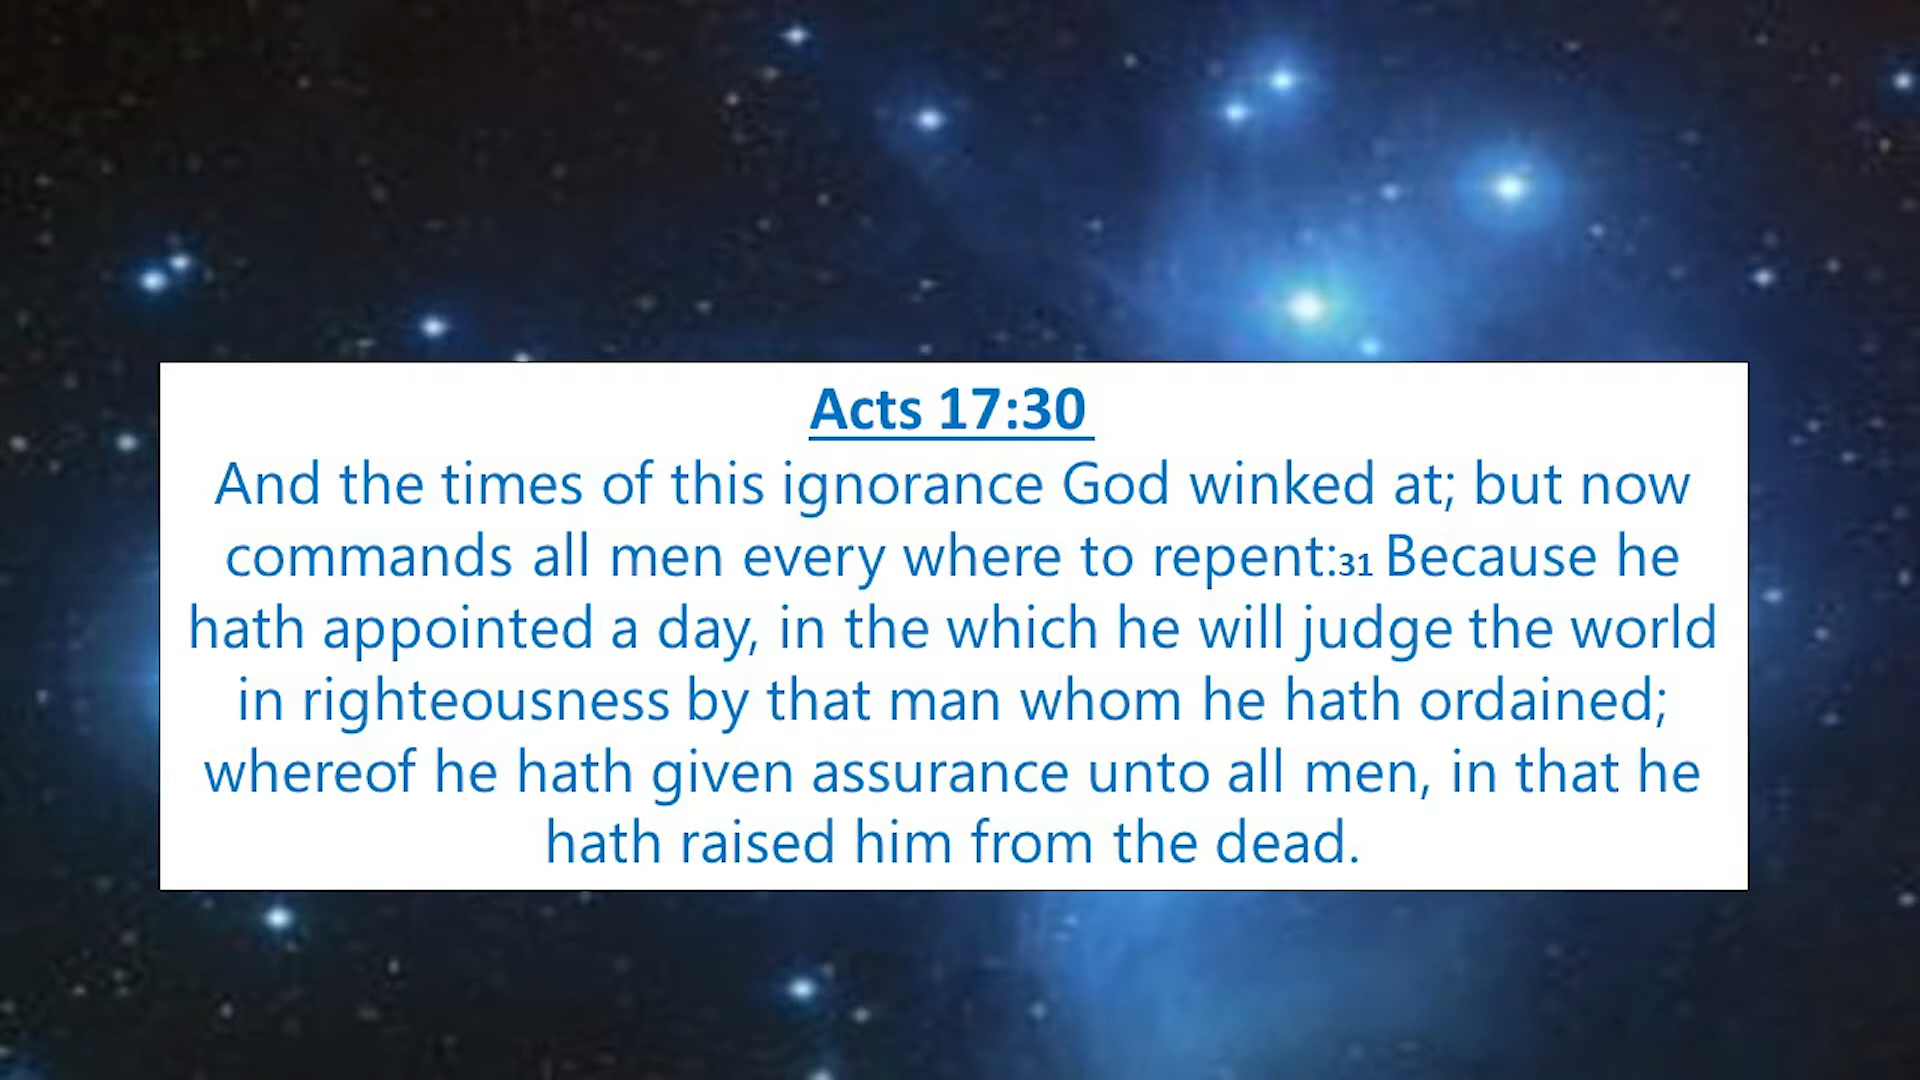 Acts 17:30
And the times of this ignorance God winked at; but now
commands all men every where to repent:31 Because he
hath appointed a day, in the which he will judge the world
in righteousness by that man whom he hath ordained;
whereof he hath given assurance unto all men, in that he
hath raised him from the dead.